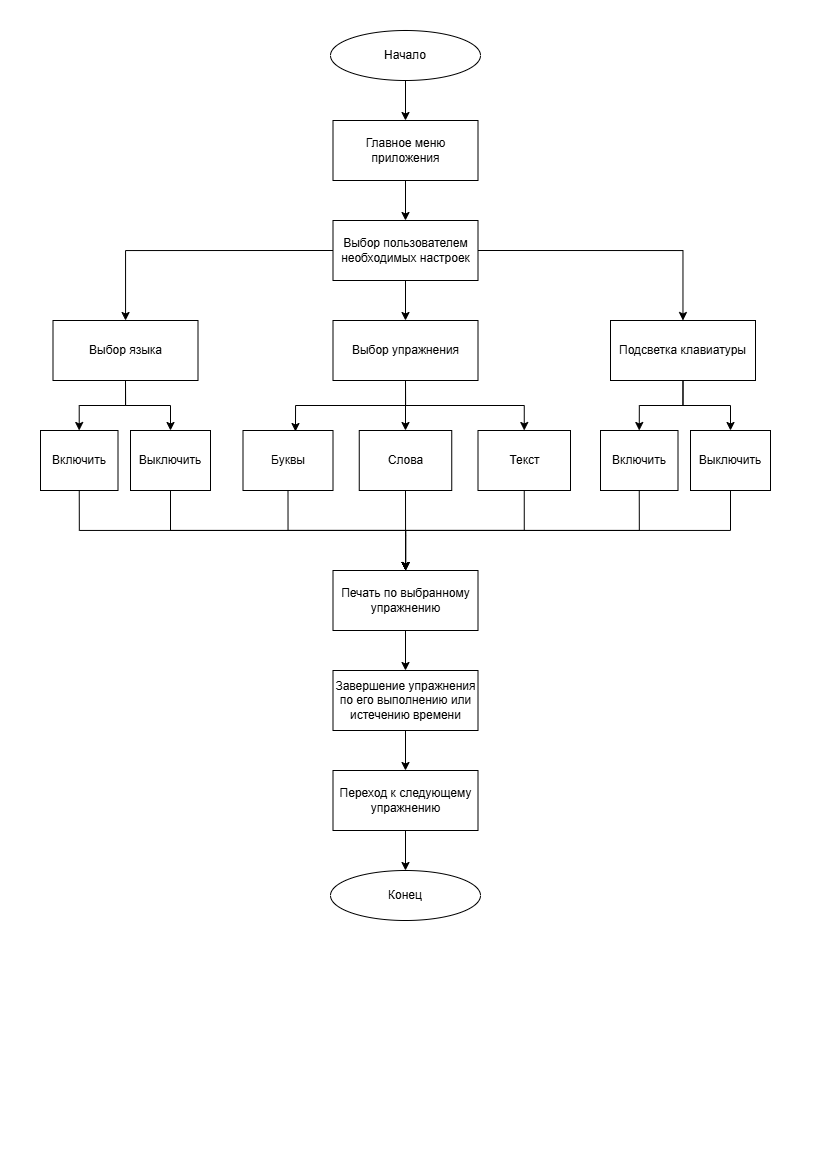 Начало
Главное меню
приложения
Выбор пользователем
необходимых настроек
Выбор языка
Выбор упражнения
Подсветка клавиатуры
Включить
Выключить
Буквы
Слова
Текст
Включить
Выключить
Печать по выбранному
упражнению
Завершение упражнения
по его выполнению или
истечению времени
Переход к следующему
упражнению
Конец